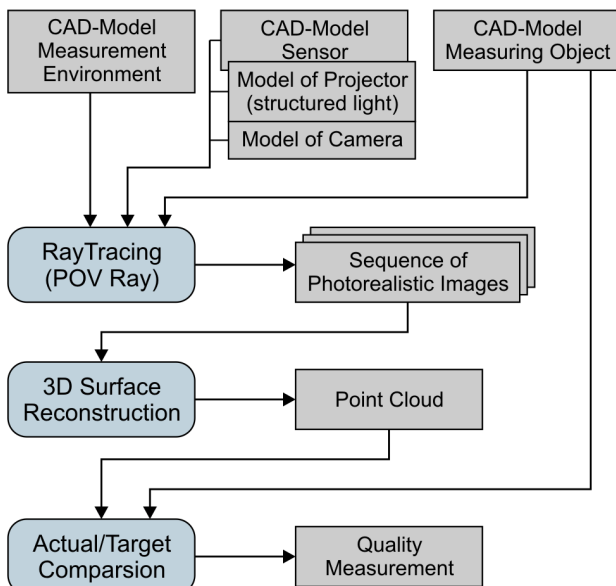 CAD-Model
Measurement
Environment
CAD-Model
Sensor
Model of Projector
(structured light)
Model of Camera
CAD-Model
Measuring Object
RayTracing
(POV Ray)
Sequence of
Photorealistic Images
3D Surface
Reconstruction
Point Cloud
Actual/Target
Comparsion
Quality
Measurement